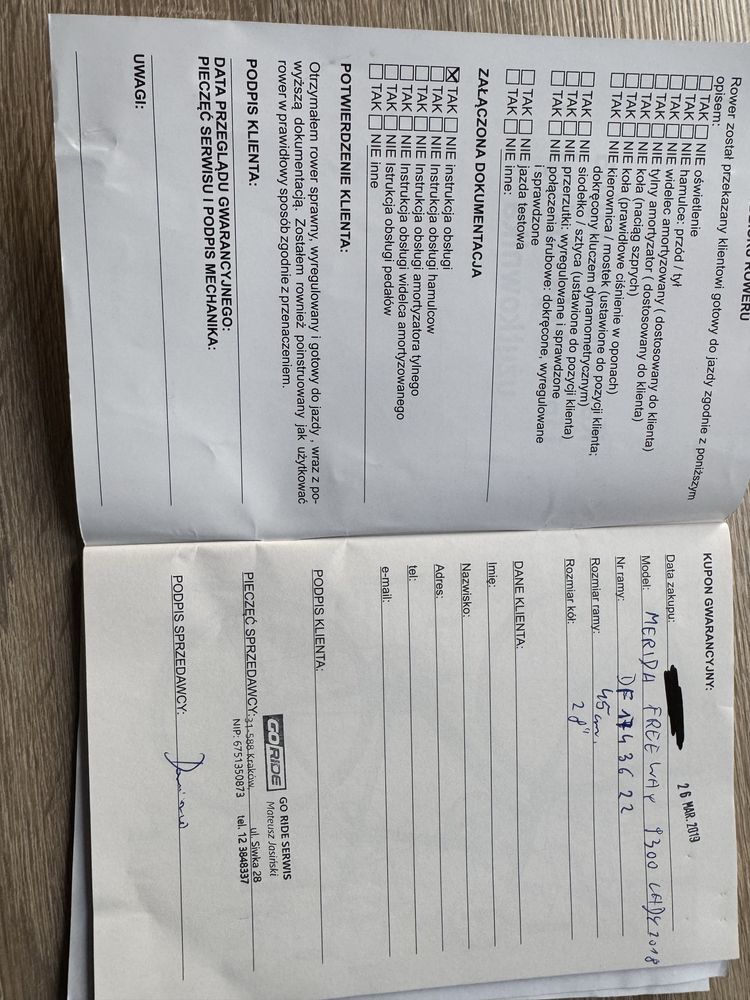 ROWERU
Rower został przekazany klientowi gotowy do jazdy zgodnie z poniższym
opisem:
☐ TAK ☐ NIE oświetlenie
☐ TAK ☐ NIE hamulce: przód / tył
☐ TAK ☐ NIE widelec amortyzowany ( dostosowany do klienta)
☐ TAK ☐ NIE tylny amortyzator ( dostosowany do klienta)
☐ TAK ☐ NIE koła (naciąg szprych)
☐ TAK ☐ NIE koła (prawidłowe ciśnienie w oponach)
☐ TAK ☐ NIE kierownica / mostek (ustawione do pozycji klienta;
dokręcony kluczem dynamometrycznym)
☐ TAK ☐ NIE siodełko / sztyca (ustawione do pozycji klienta)
☐ TAK ☐ NIE przerzutki: wyregulowane i sprawdzone
☐ TAK ☐ NIE połączenia śrubowe: dokręcone, wyregulowane
i sprawdzone
☐ TAK ☐ NIE jazda testowa
☐ TAK ☐ NIE inne:
ZAŁĄCZONA DOKUMENTACJA
☒ TAK ☐ NIE instrukcja obsługi
☐ TAK ☐ NIE Instrukcja obsługi hamulcow
☐ TAK ☐ NIE Instrukcja obsługi amortyzatora tylnego
☐ TAK ☐ NIE Instrukcja obsługi widelca amortyzowanego
☐ TAK ☐ NIE Istrukcja obsługi pedałów
☐ TAK ☐ NIE inne
POTWIERDZENIE KLIENTA:
Otrzymałem rower sprawny, wyregulowany i gotowy do jazdy , wraz z po-
wyższą dokumentacją. Zostałem rownież poinstruowany jak użytkować
rower w prawidłowy sposób zgodnie z przenaczeniem.
PODPIS KLIENTA:
DATA PRZEGLĄDU GWARANCYJNEGO:
PIECZĘĆ SERWISU I PODPIS MECHANIKA:
UWAGI:
KUPON GWARANCYJNY:
Data zakupu: 26 MAR. 2019
Model: MERIDA FREEWAY 9300 LADY 2018
Nr ramy: DF1743622
Rozmiar ramy: 45 cm.
Rozmiar kół: 28"
DANE KLIENTA:
Imię:
Nazwisko:
Adres:
tel:
e-mail:
PODPIS KLIENTA:
GO RIDE GO RIDE SERWIS
Mateusz Jasiński
ul. Siwka 28
PIECZĘĆ SPRZEDAWCY: 31-588 Kraków, tel. 12 3848337
NIP: 6751350873
PODPIS SPRZEDAWCY: